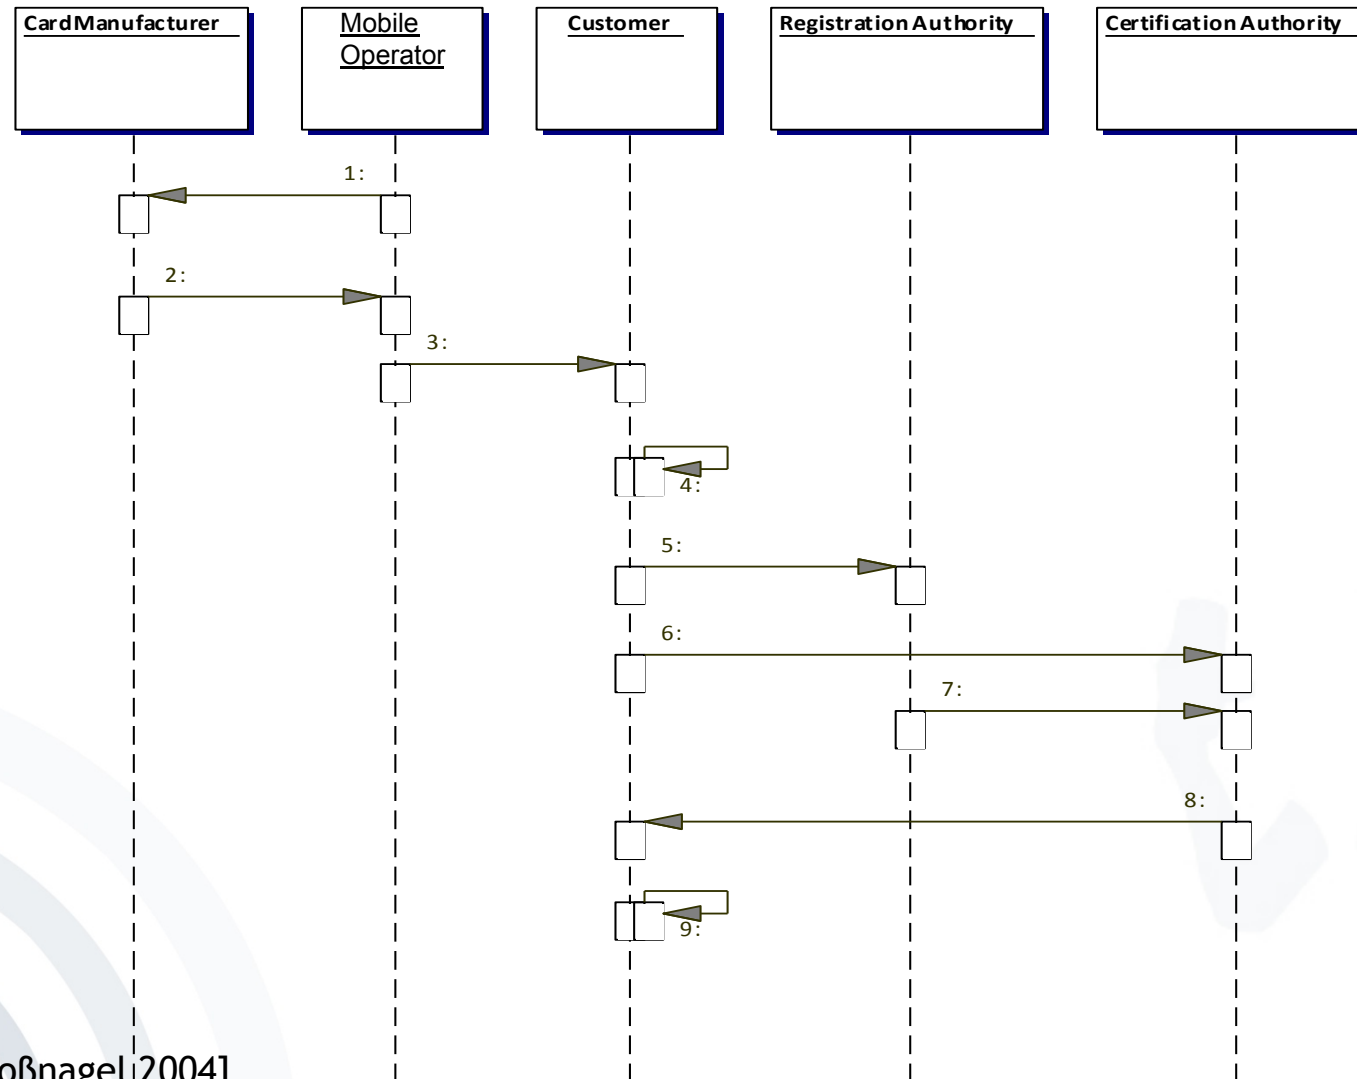 CardManufacturer
Mobile
Operator
Customer
Registration Authority
Certification Authority
1:
2:
3:
4:
5:
6:
7:
8:
9:
oßnagel 2004]